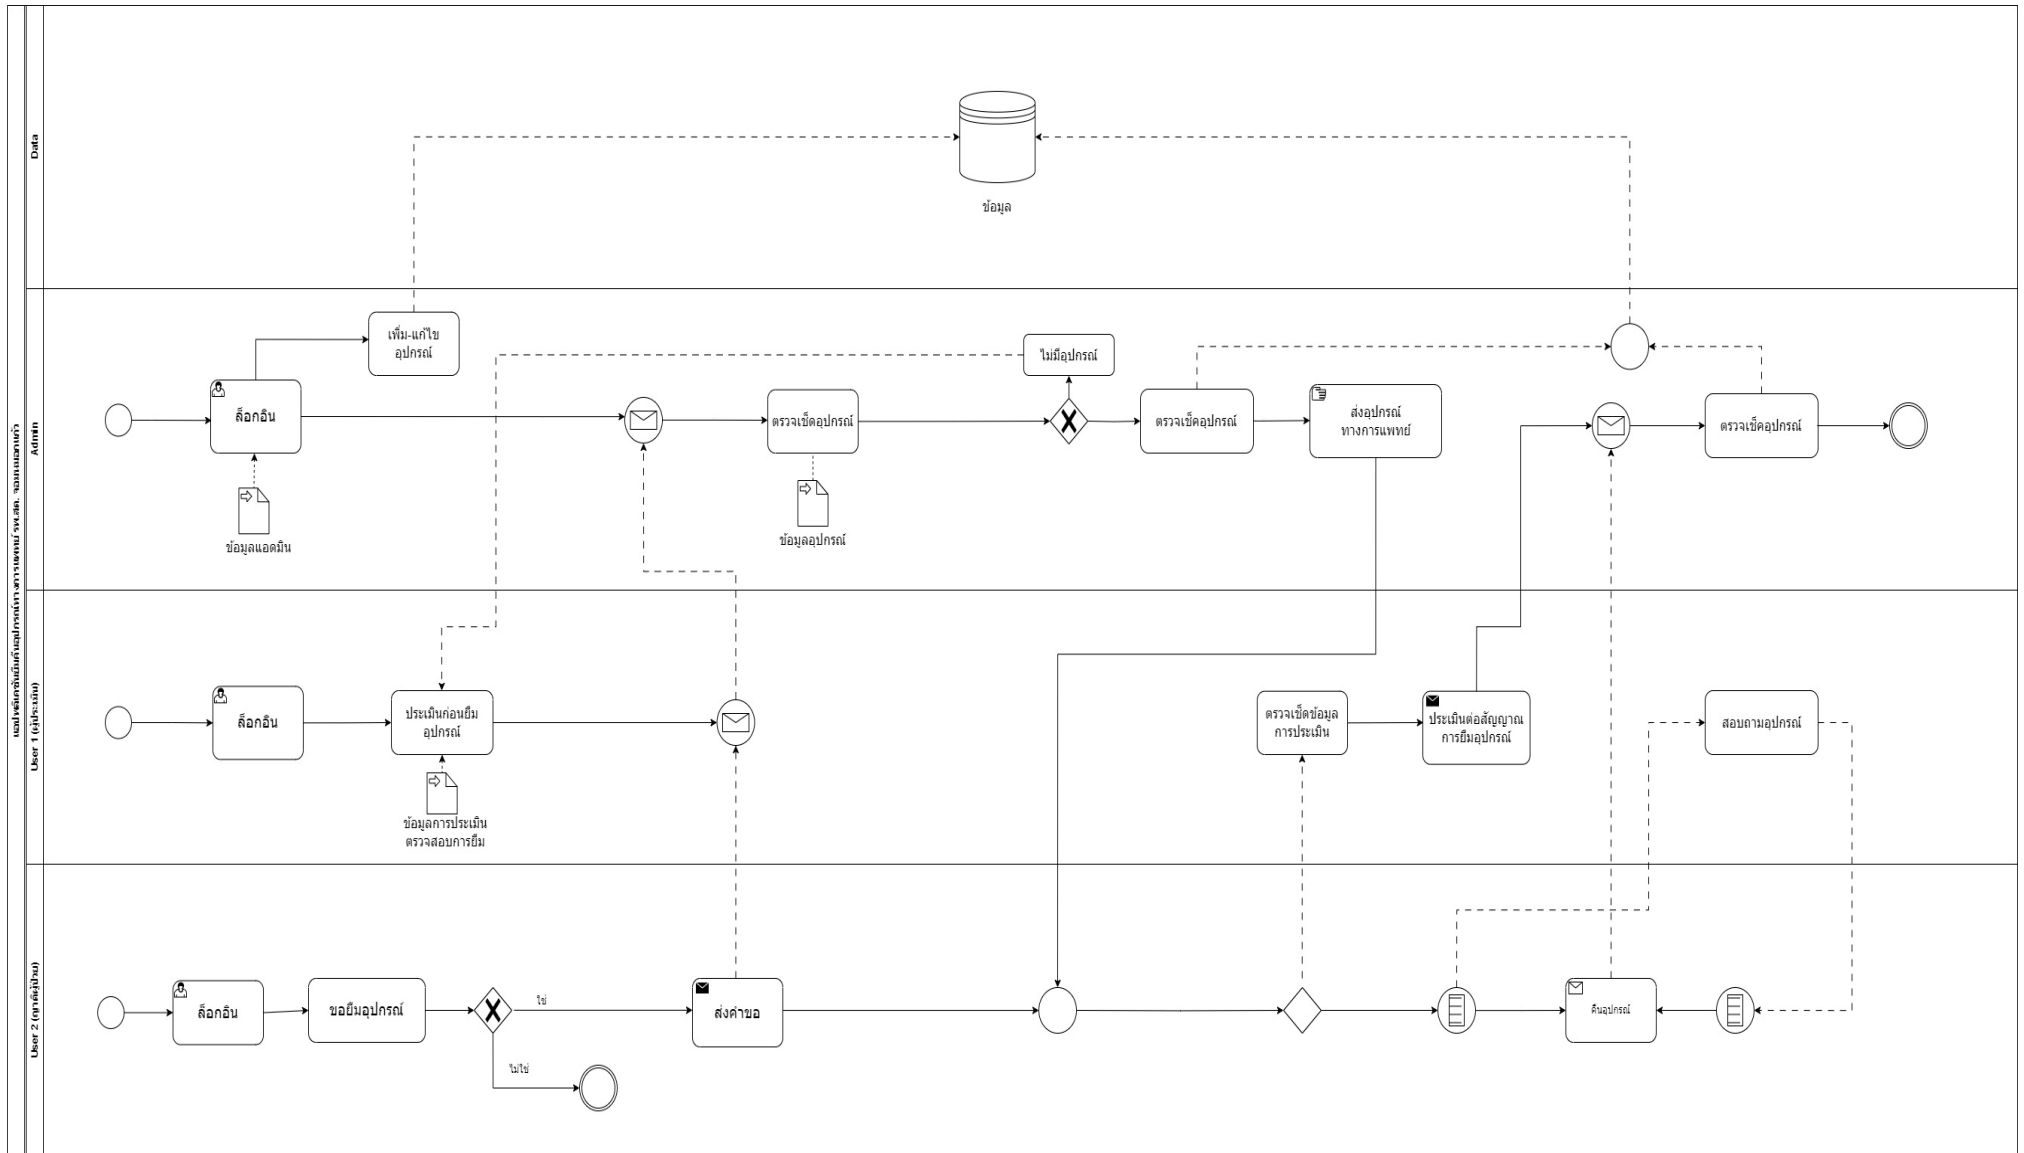 Data
ข้อมูล
Admin
เพิ่ม-แก้ไข
อุปกรณ์
ล็อกอิน
ข้อมูลแอดมิน
ตรวจเช็ดอุปกรณ์
ข้อมูลอุปกรณ์
ไม่มีอุปกรณ์
ตรวจเช็คอุปกรณ์
ส่งอุปกรณ์
ทางการแพทย์
ตรวจเช็คอุปกรณ์
User 1 (ผู้ประเมิน)
ล็อกอิน
ประเมินก่อนยืม
อุปกรณ์
ข้อมูลการประเมิน
ตรวจสอบการยืม
ตรวจเช็ดข้อมูล
การประเมิน
ประเมินต่อสัญญาณ
การยืมอุปกรณ์
สอบถามอุปกรณ์
User 2 (ญาติผู้ป่วย)
ล็อกอิน
ขอยืมอุปกรณ์
ใช่
ไม่ใช่
ส่งคำขอ
คืนอุปกรณ์